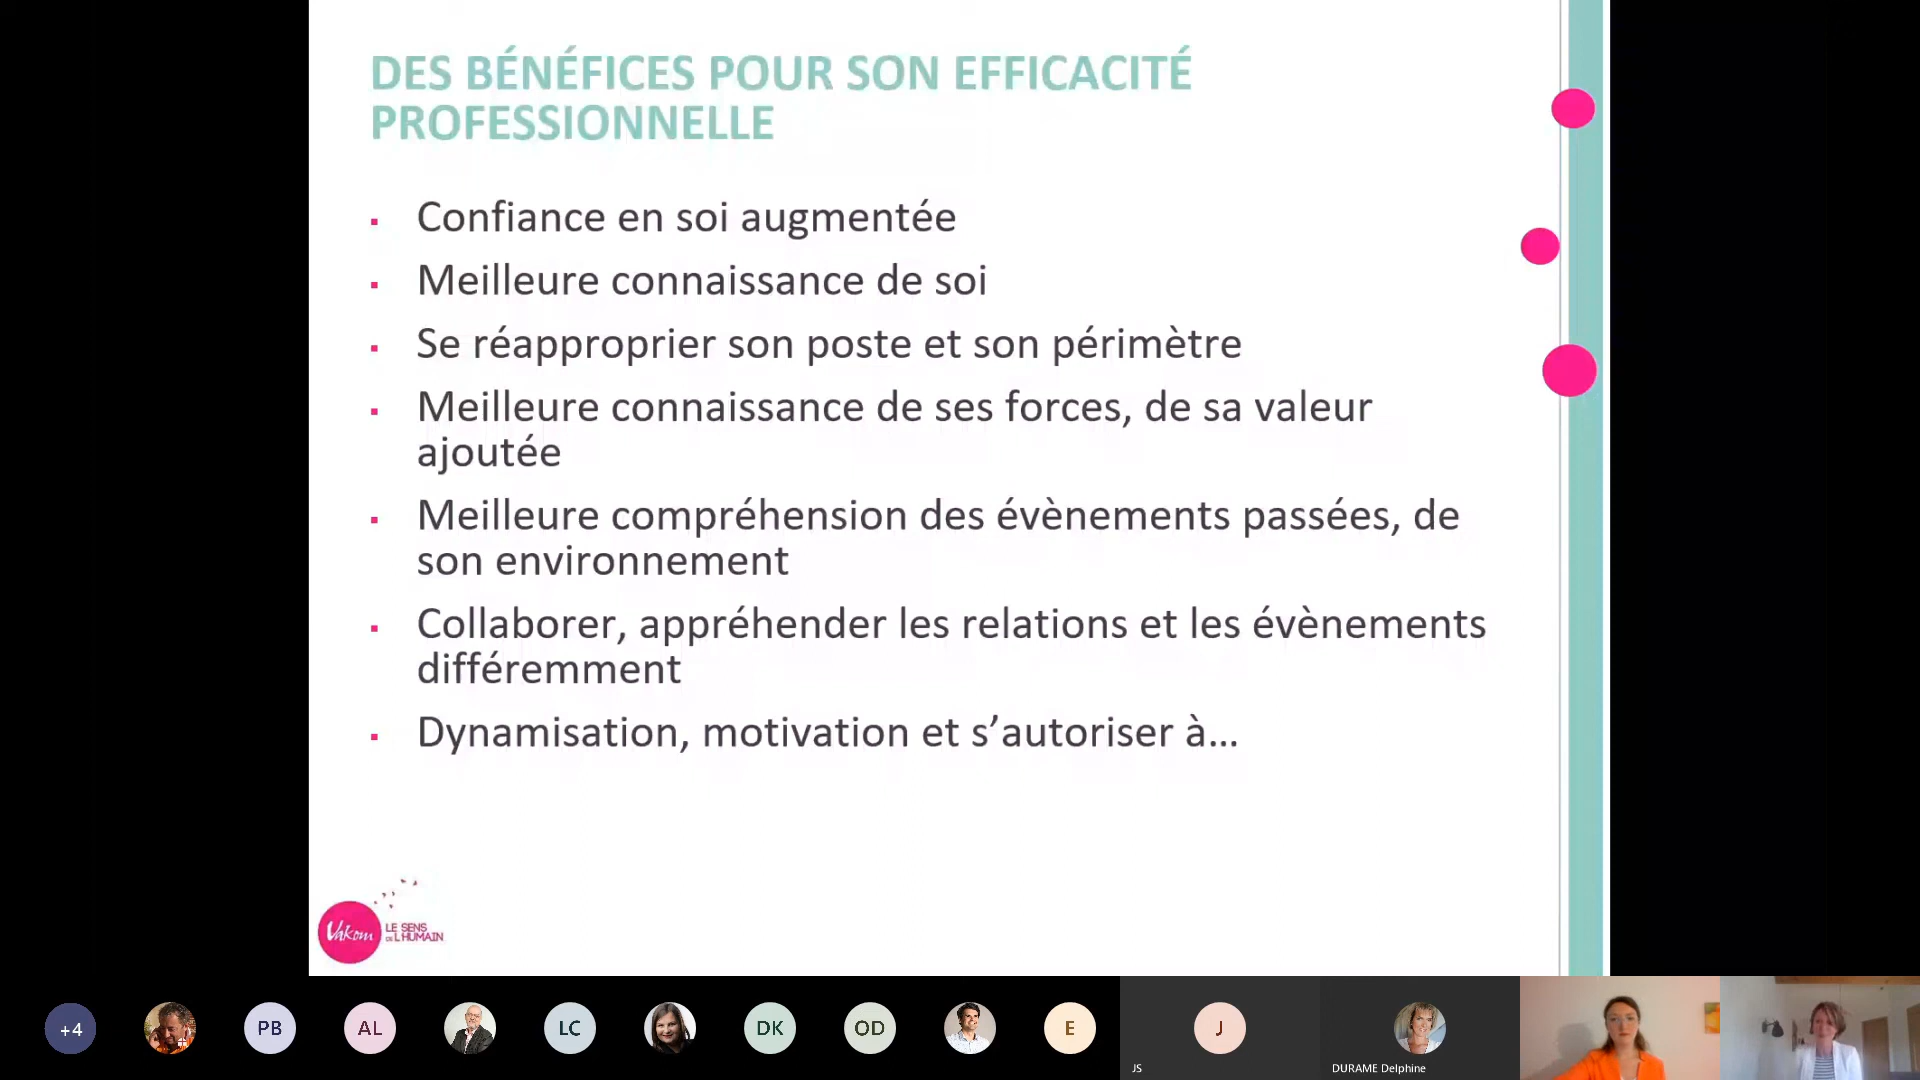 DES BÉNÉFICES POUR SON EFFICACITÉ
PROFESSIONNELLE
Confiance en soi augmentée
Meilleure connaissance de soi
Se réapproprier son poste et son périmètre
Meilleure connaissance de ses forces, de sa valeur
ajoutée
Meilleure compréhension des évènements passées, de
son environnement
Collaborer, appréhender les relations et les évènements
différemment
Dynamisation, motivation et s’autoriser à...
Vakom
LE SENS
DE L'HUMAIN
+4
PB
AL
LC
DK
OD
E
J
JS
DURAME Delphine